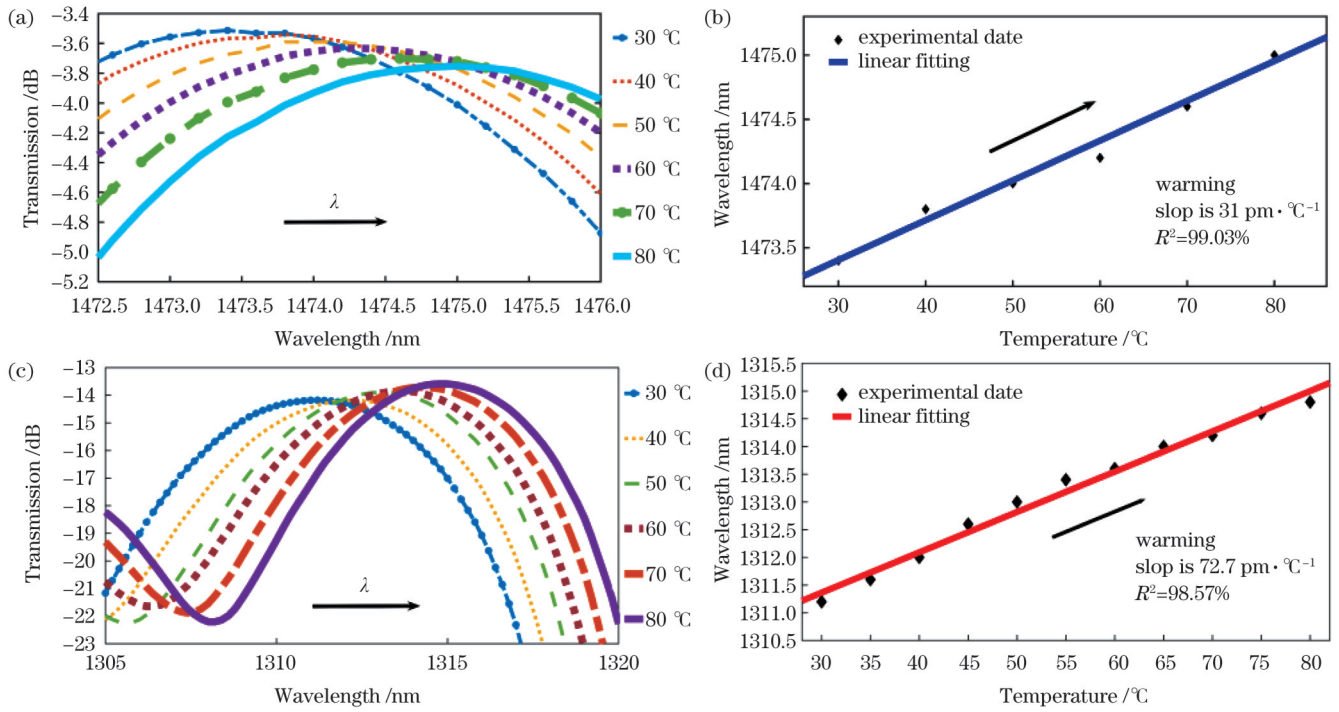 (a)
−3.4
−3.6
−3.8
−4.0
−4.2
−4.4
−4.6
−4.8
−5.0
−5.2
Transmission /dB
1472.5 1473.0 1473.5 1474.0 1474.5 1475.0 1475.5 1476.0
Wavelength /nm
λ
30 ℃
40 ℃
50 ℃
60 ℃
70 ℃
80 ℃
(b)
1475.0
1474.5
1474.0
1473.5
Wavelength /nm
experimental date
linear fitting
warming
slop is 31 pm · ℃⁻¹
R²=99.03%
30 40 50 60 70 80
Temperature /℃
(c)
−13
−14
−15
−16
−17
−18
−19
−20
−21
−22
−23
Transmission /dB
1305 1310 1315 1320
Wavelength /nm
λ
30 ℃
40 ℃
50 ℃
60 ℃
70 ℃
80 ℃
(d)
1315.5
1315.0
1314.5
1314.0
1313.5
1313.0
1312.5
1312.0
1311.5
1311.0
1310.5
Wavelength/nm
experimental date
linear fitting
warming
slop is 72.7 pm · ℃⁻¹
R²=98.57%
30 35 40 45 50 55 60 65 70 75 80
Temperature /℃